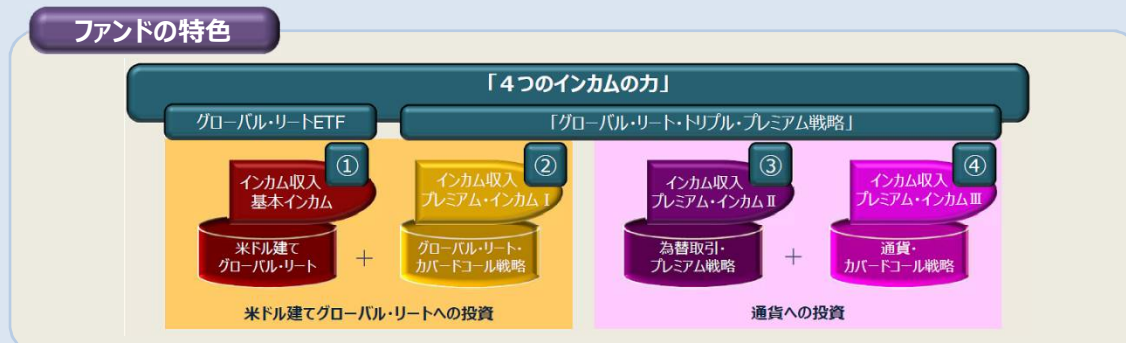 ファンドの特色
「４つのインカムの力」
グローバル・リートETF
「グローバル・リート・トリプル・プレミアム戦略」
①
インカム収入
基本インカム
米ドル建て
グローバル・リート
+
②
インカム収入
プレミアム・インカムⅠ
グローバル・リート・
カバードコール戦略
米ドル建てグローバル・リートへの投資
③
インカム収入
プレミアム・インカムⅡ
為替取引・
プレミアム戦略
+
④
インカム収入
プレミアム・インカムⅢ
通貨・
カバードコール戦略
通貨への投資